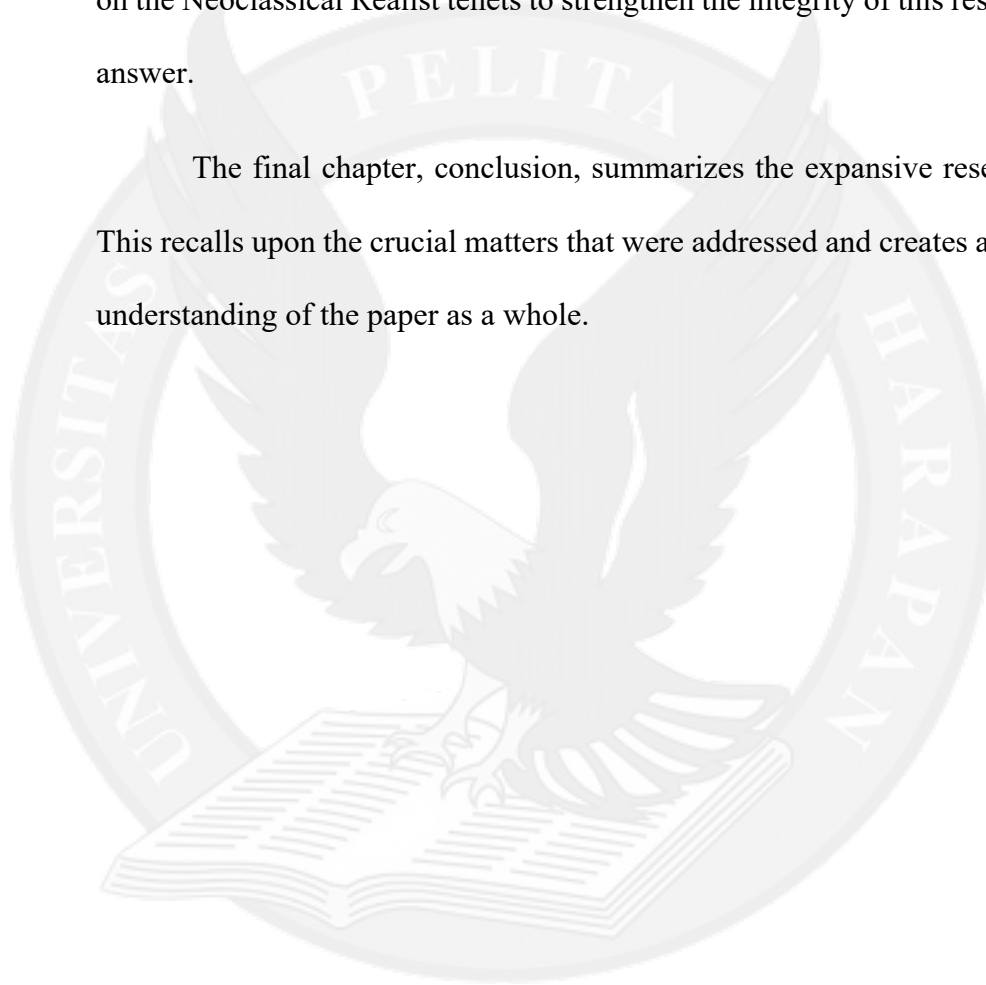 on the Neoclassical Realist tenets to strengthen the integrity of this
answer.
The final chapter, conclusion, summarizes the expansive
This recalls upon the crucial matters that were addressed and creates
understanding of the paper as a whole.
UNIVERSITAS PELITA HARAPAN